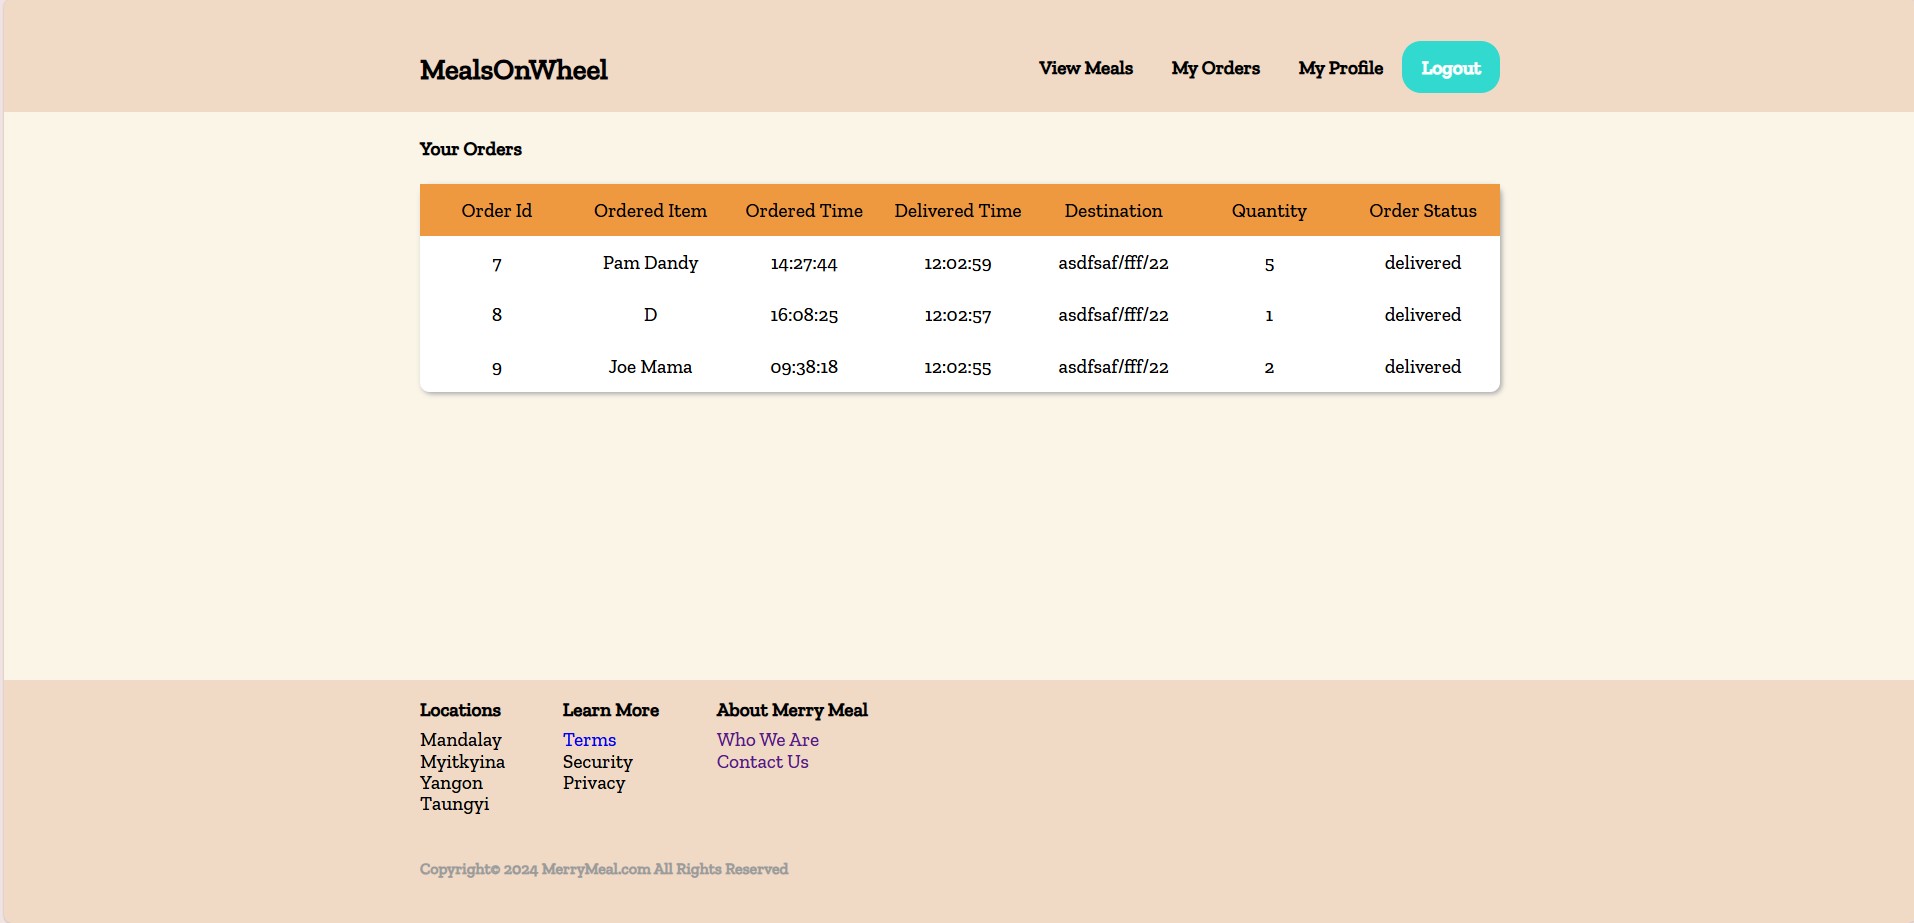 MealsOnWheel View Meals My Orders My Profile Logout
Your Orders
Order Id Ordered Item Ordered Time Delivered Time Destination Quantity Order Status
7 Pam Dandy 14:27:44 12:02:59 asdfsaf/fff/22 5 delivered
8 D 16:08:25 12:02:57 asdfsaf/fff/22 1 delivered
9 Joe Mama 09:38:18 12:02:55 asdfsaf/fff/22 2 delivered
Locations
Mandalay
Myitkyina
Yangon
Taungyi
Learn More
Terms
Security
Privacy
About Merry Meal
Who We Are
Contact Us
Copyright© 2024 MerryMeal.com All Rights Reserved